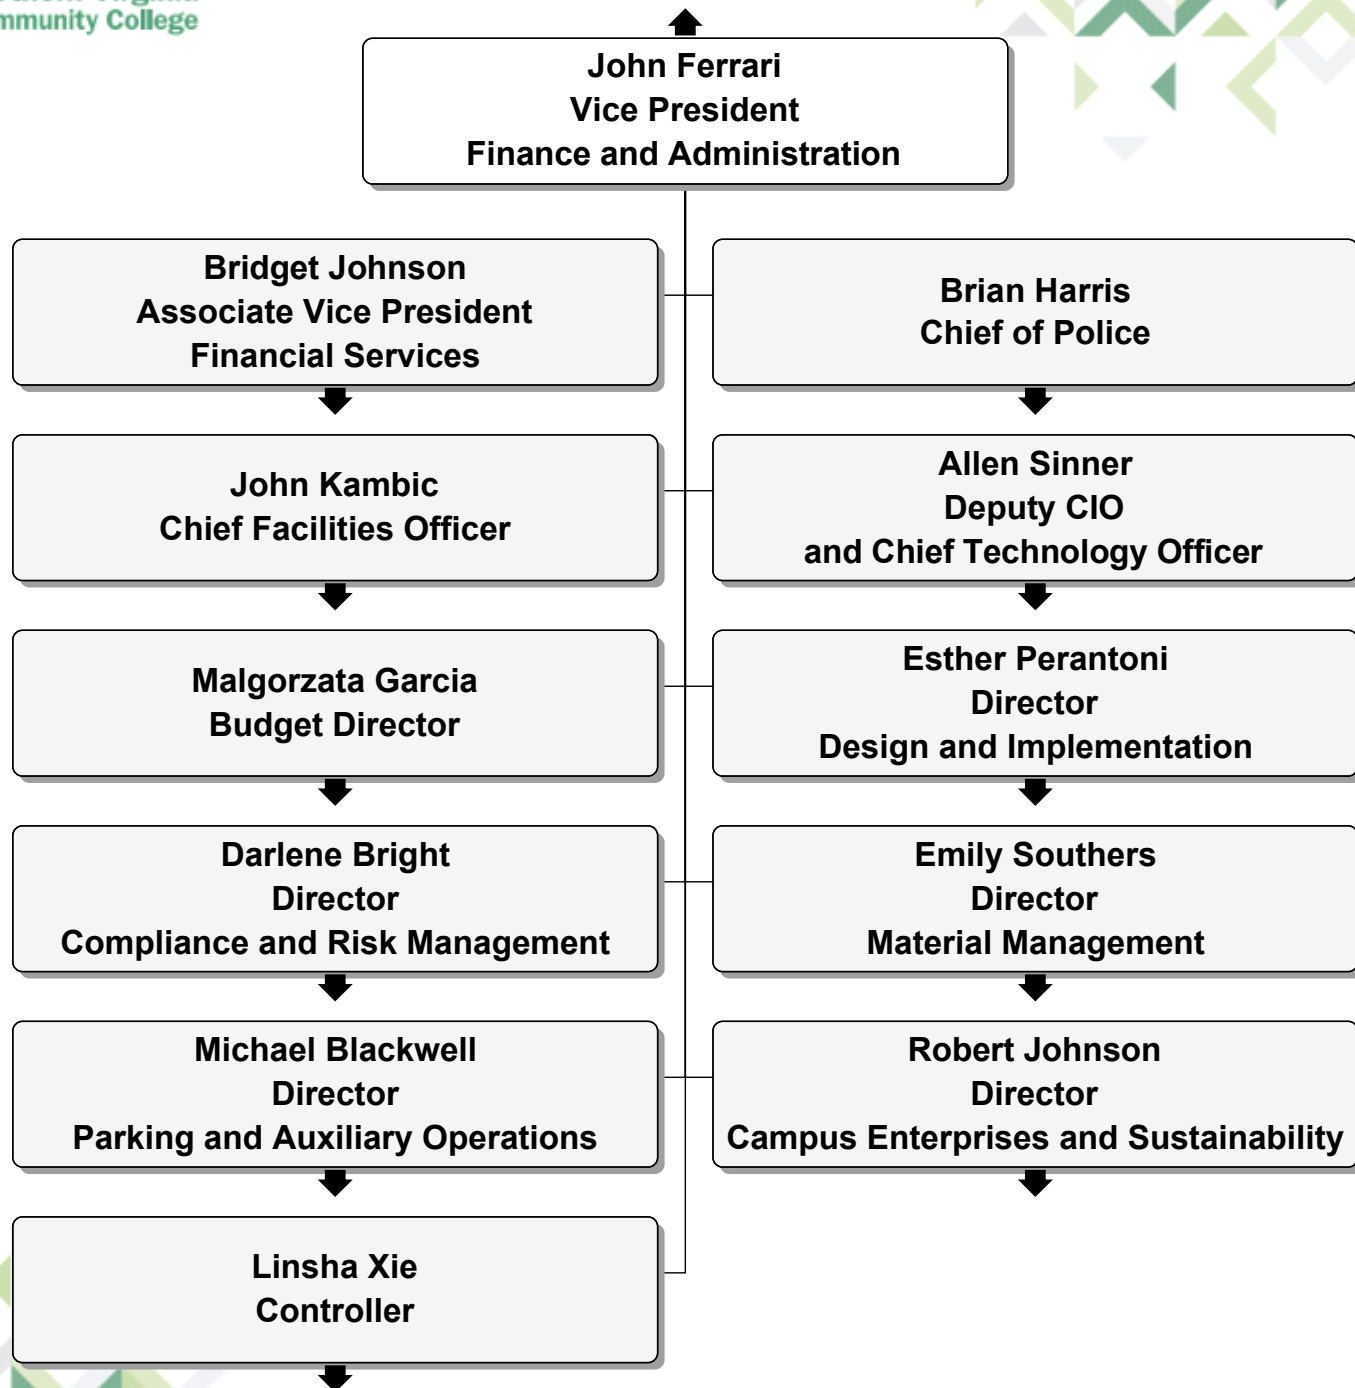 Community College
John Ferrari
Vice President
Finance and Administration
Bridget Johnson
Associate Vice President
Financial Services
Brian Harris
Chief of Police
John Kambic
Chief Facilities Officer
Allen Sinner
Deputy CIO
and Chief Technology Officer
Malgorzata Garcia
Budget Director
Esther Perantoni
Director
Design and Implementation
Darlene Bright
Director
Compliance and Risk Management
Emily Southers
Director
Material Management
Michael Blackwell
Director
Parking and Auxiliary Operations
Robert Johnson
Director
Campus Enterprises and Sustainability
Linsha Xie
Controller